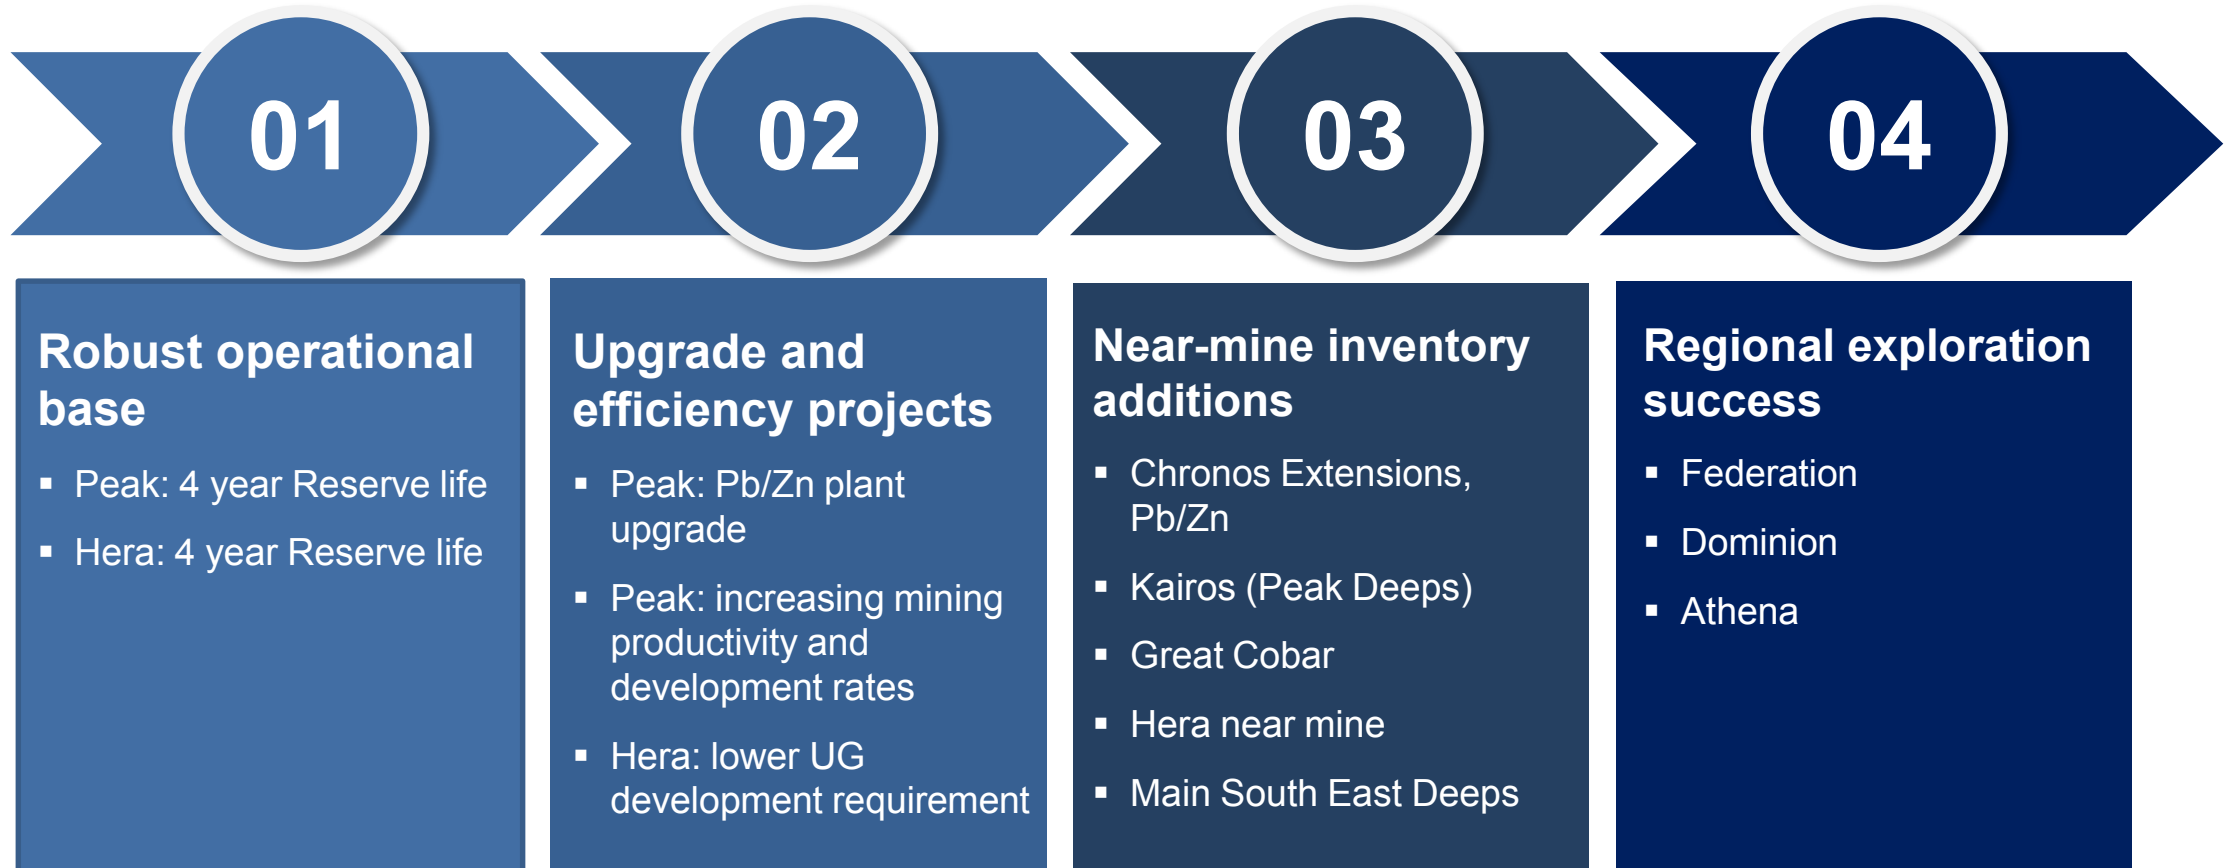 01
02
03
04
Robust operational
base
▪ Peak: 4 year Reserve life
▪ Hera: 4 year Reserve life
Upgrade and
efficiency projects
▪ Peak: Pb/Zn plant
upgrade
▪ Peak: increasing mining
productivity and
development rates
▪ Hera: lower UG
development requirement
Near-mine inventory
additions
▪ Chronos Extensions,
Pb/Zn
▪ Kairos (Peak Deeps)
▪ Great Cobar
▪ Hera near mine
▪ Main South East Deeps
Regional exploration
success
▪ Federation
▪ Dominion
▪ Athena